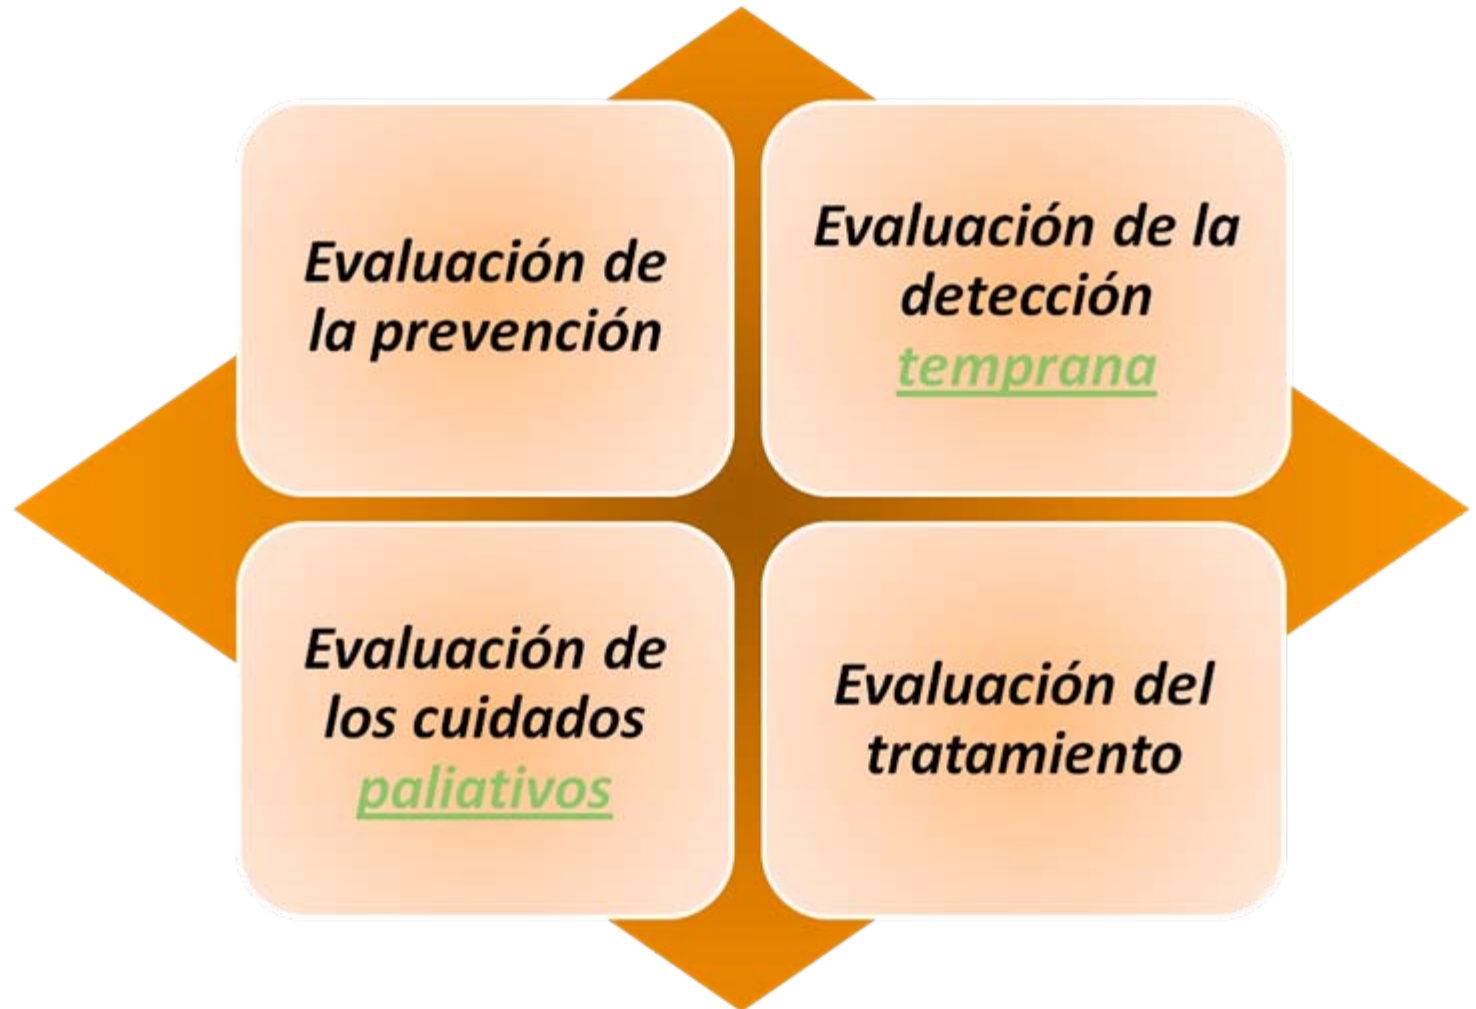 Evaluación de
la prevención
Evaluación de la
detección
temprana
Evaluación de
los cuidados
paliativos
Evaluación del
tratamiento